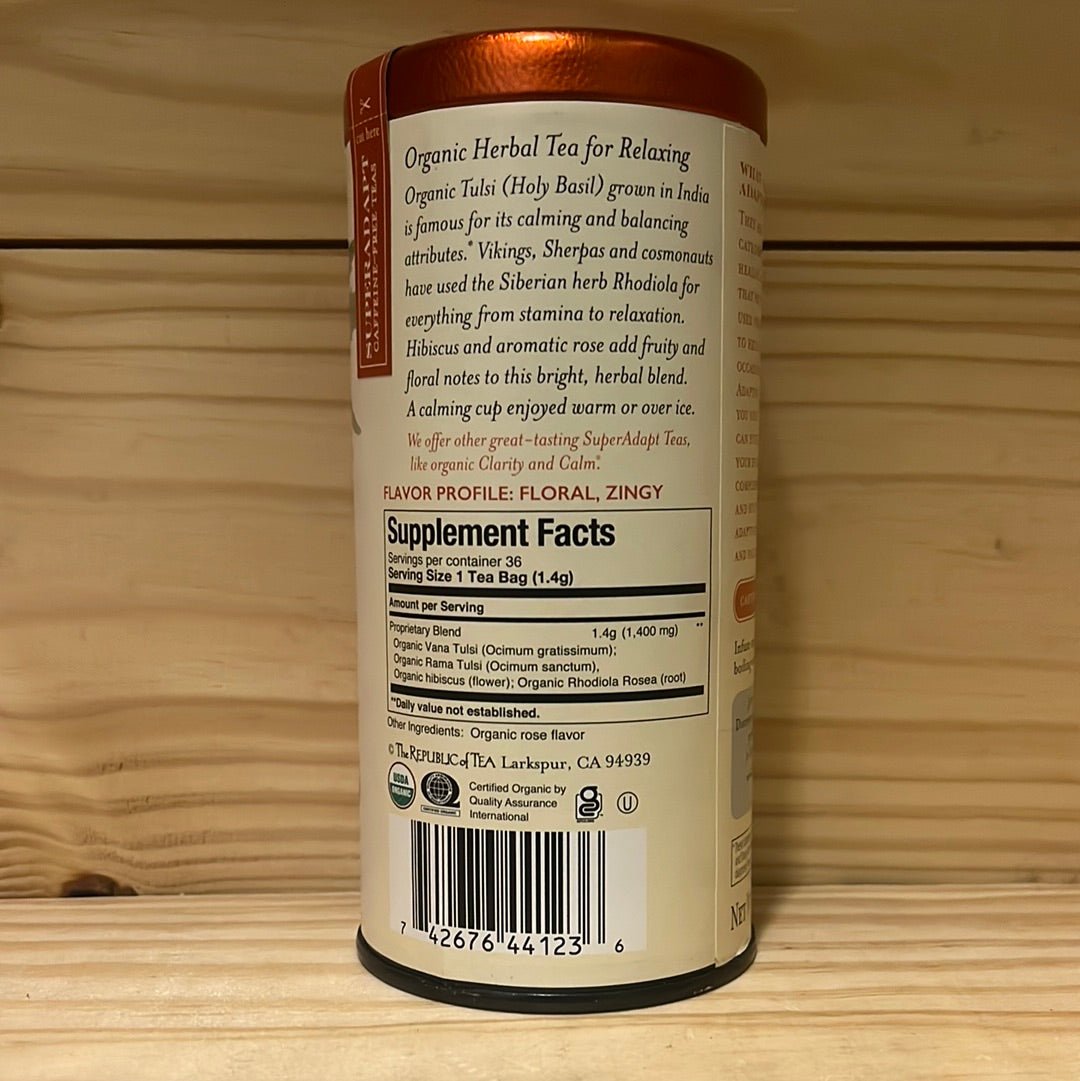 cut here
SUPERADAPT
CAFFEINE-FREE TEAS
Organic Herbal Tea for Relaxing
Organic Tulsi (Holy Basil) grown in India
is famous for its calming and balancing
attributes.* Vikings, Sherpas and cosmonauts
have used the Siberian herb Rhodiola for
everything from stamina to relaxation.
Hibiscus and aromatic rose add fruity and
floral notes to this bright, herbal blend.
A calming cup enjoyed warm or over ice.
We offer other great-tasting SuperAdapt Teas,
like organic Clarity and Calm.*
FLAVOR PROFILE: FLORAL, ZINGY
Supplement Facts
Servings per container 36
Serving Size 1 Tea Bag (1.4g)
Amount per Serving
Proprietary Blend 1.4g (1,400 mg) **
Organic Vana Tulsi (Ocimum gratissimum);
Organic Rama Tulsi (Ocimum sanctum),
Organic hibiscus (flower); Organic Rhodiola Rosea (root)
**Daily value not established.
Other Ingredients: Organic rose flavor
© The REPUBLIC of TEA Larkspur, CA 94939
USDA
ORGANIC
Certified Organic by
Quality Assurance
International
U
7 42676 44123 6